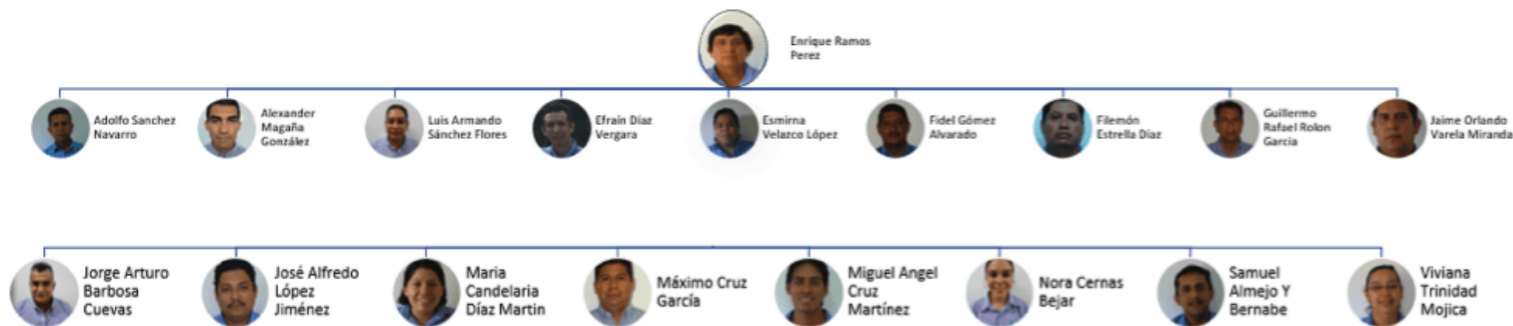 Enrique Ramos
Perez
Adolfo Sanchez
Navarro
Alexander
Magaña
González
Luis Armando
Sánchez Flores
Efraín Díaz
Vergara
Esmirna
Velazco López
Fidel Gómez
Alvarado
Filemón
Estrella Díaz
Guillermo
Rafael Rolon
Garcia
Jaime Orlando
Varela Miranda
Jorge Arturo
Barbosa
Cuevas
José Alfredo
López
Jiménez
Maria
Candelaria
Díaz Martin
Máximo Cruz
García
Miguel Angel
Cruz
Martínez
Nora Cernas
Bejar
Samuel
Almejo Y
Bernabe
Viviana
Trinidad
Mojica